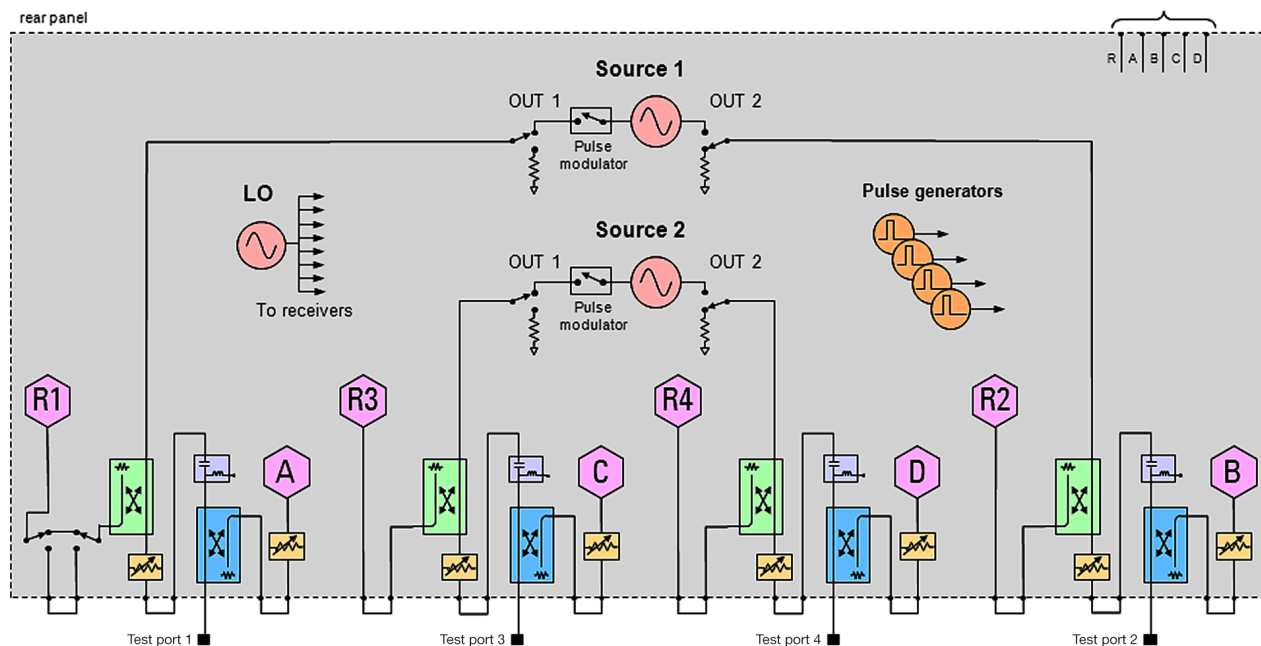 rear panel
R A B C D
Source 1
OUT 1
OUT 2
Pulse
modulator
LO
To receivers
Pulse generators
Source 2
OUT 1
OUT 2
Pulse
modulator
R1
R3
R4
R2
A
C
D
B
Test port 1
Test port 3
Test port 4
Test port 2